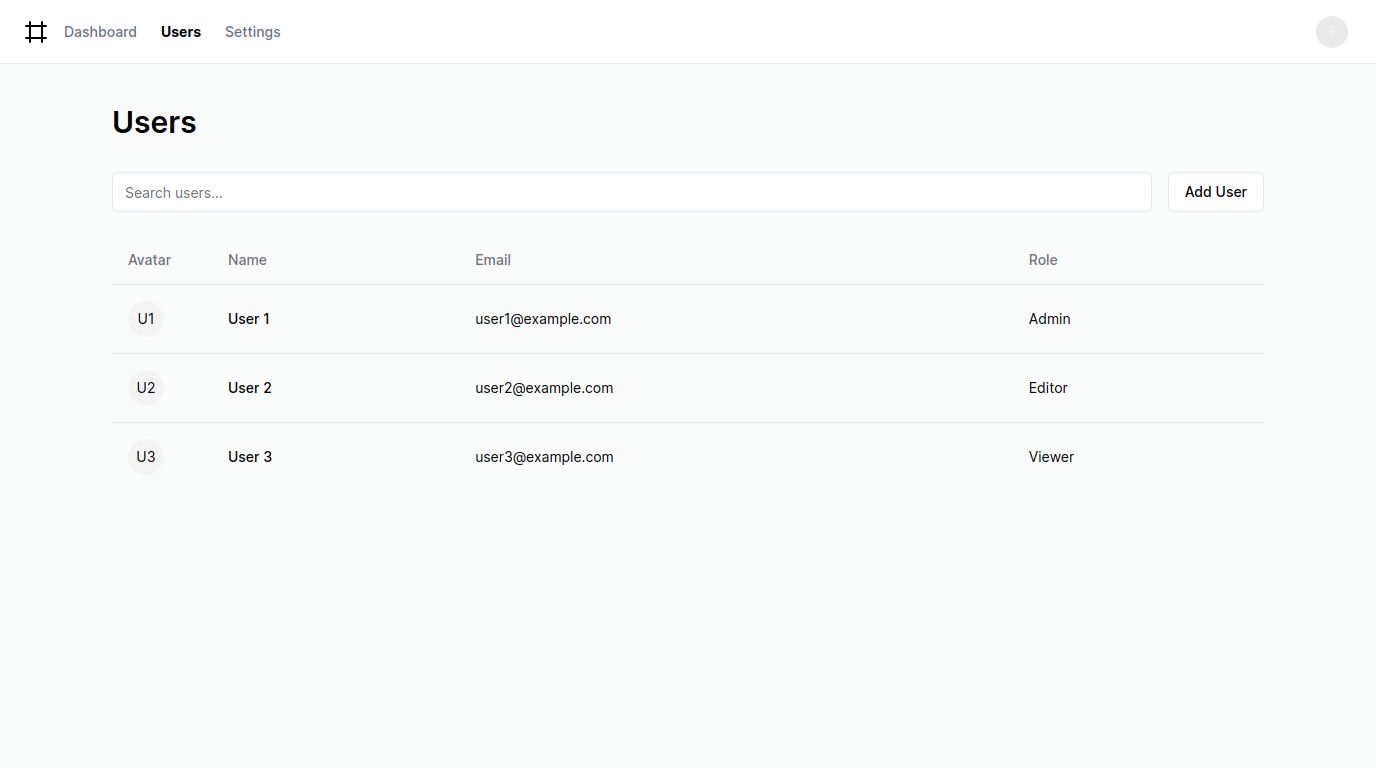 Dashboard Users Settings
Users
Search users... Add User
Avatar Name Email Role
U1 User 1 user1@example.com Admin
U2 User 2 user2@example.com Editor
U3 User 3 user3@example.com Viewer